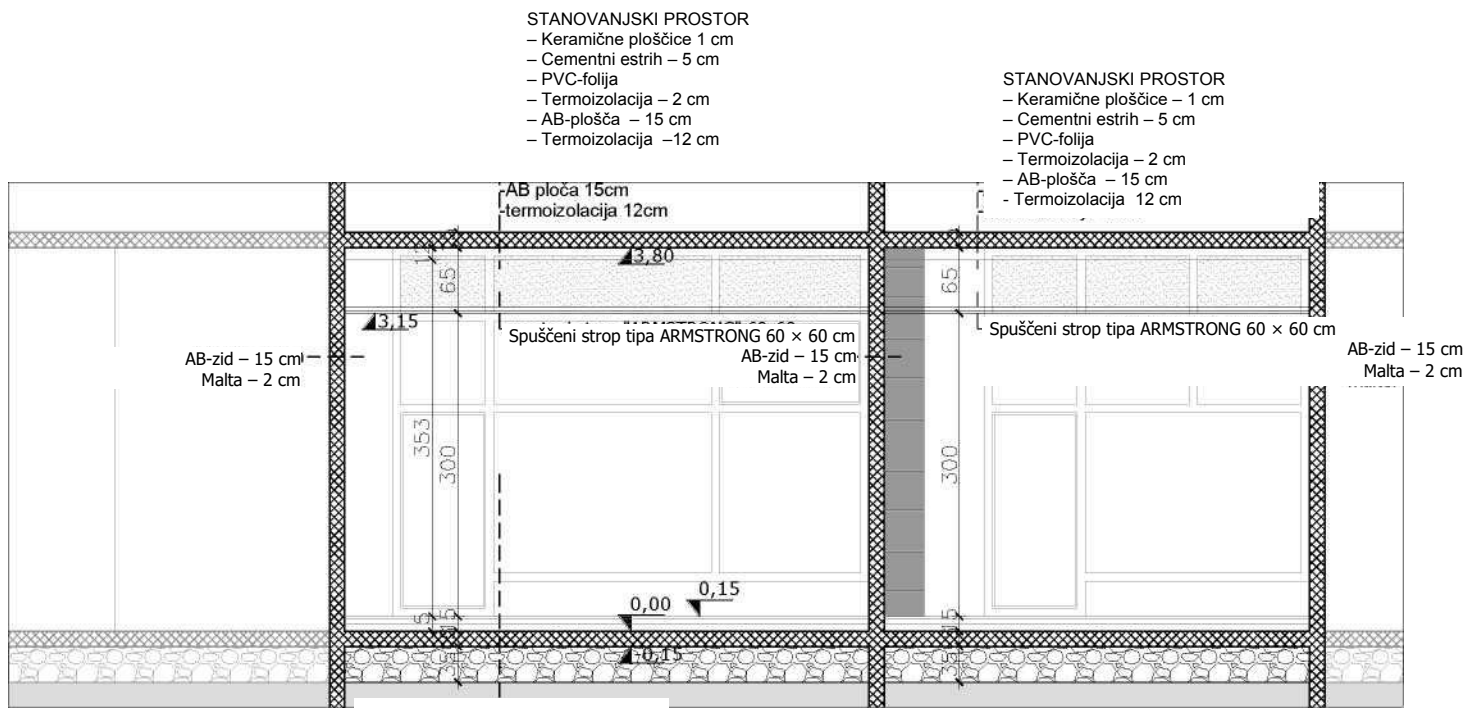 STANOVANJSKI PROSTOR
– Keramične ploščice 1 cm
– Cementni estrih – 5 cm
– PVC-folija
– Termoizolacija – 2 cm
– AB-plošča – 15 cm
– Termoizolacija –12 cm
STANOVANJSKI PROSTOR
– Keramične ploščice – 1 cm
– Cementni estrih – 5 cm
– PVC-folija
– Termoizolacija – 2 cm
– AB-plošča – 15 cm
- Termoizolacija 12 cm
-AB ploča 15cm
-termoizolacija 12cm
3,80
65
65
3,15
Spuščeni strop tipa ARMSTRONG 60 × 60 cm
Spuščeni strop tipa ARMSTRONG 60 × 60 cm
AB-zid – 15 cm
Malta – 2 cm
AB-zid – 15 cm
Malta – 2 cm
AB-zid – 15 cm
Malta – 2 cm
353
300
300
0,15
0,00
5
15
15
-0,15
35
35